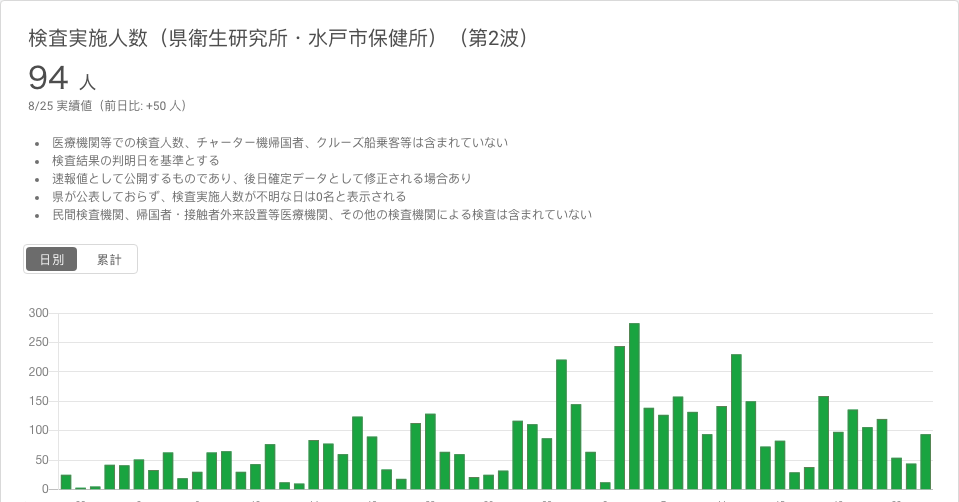 検査実施人数（県衛生研究所・水戸市保健所）（第2波）
94 人
8/25 実績値（前日比: +50 人）
医療機関等での検査人数、チャーター機帰国者、クルーズ船乗客等は含まれていない
検査結果の判明日を基準とする
速報値として公開するものであり、後日確定データとして修正される場合あり
県が公表しておらず、検査実施人数が不明な日は0名と表示される
民間検査機関、帰国者・接触者外来設置等医療機関、その他の検査機関による検査は含まれていない
日別 累計
300
250
200
150
100
50
0